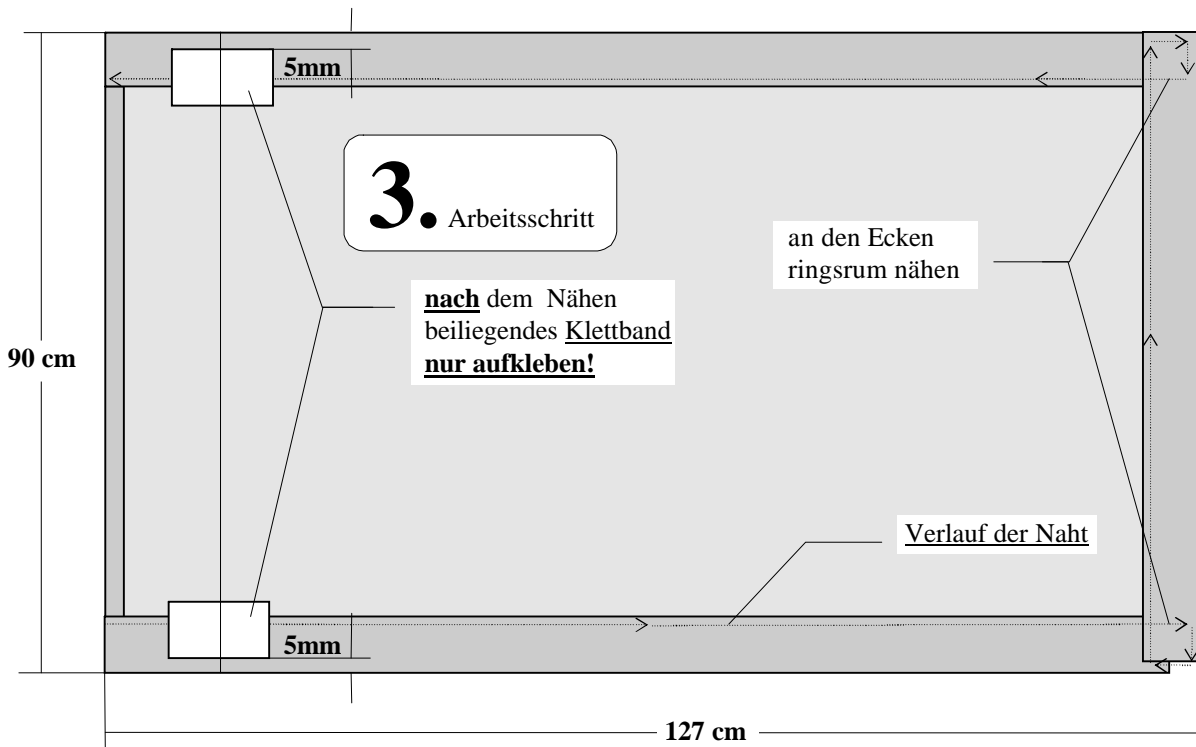 5mm
3. Arbeitsschritt
an den Ecken
ringsrum nähen
nach dem Nähen
beiliegendes Klettband
nur aufkleben!
90 cm
Verlauf der Naht
5mm
127 cm